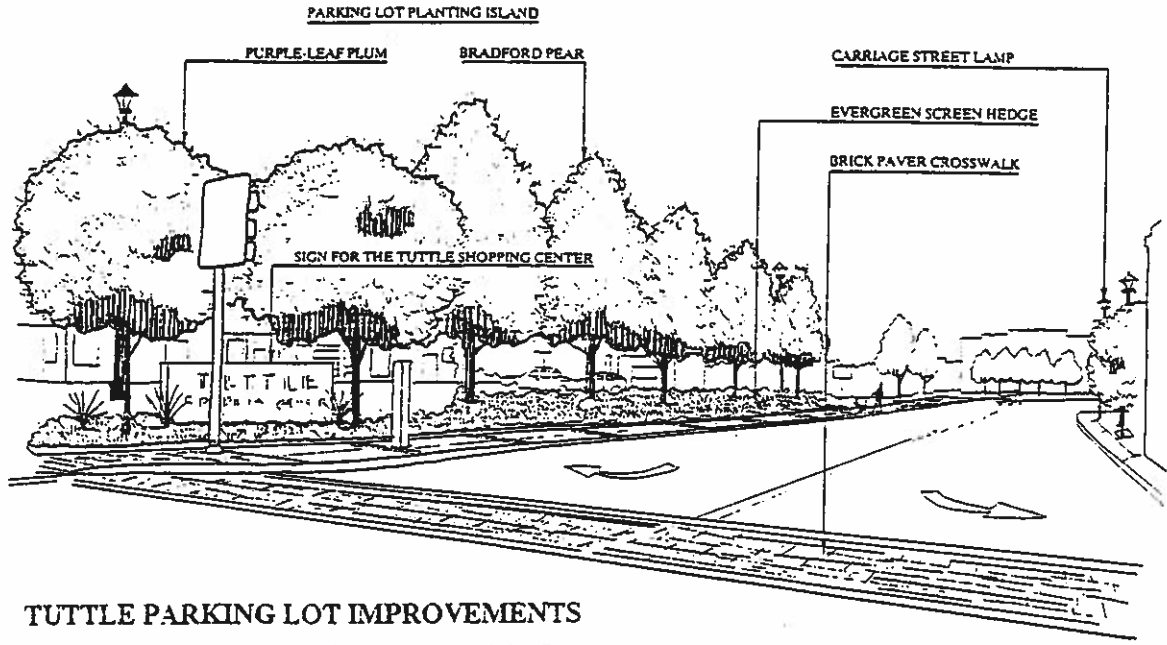 PARKING LOT PLANTING ISLAND
PURPLE-LEAF PLUM
BRADFORD PEAR
CARRIAGE STREET LAMP
EVERGREEN SCREEN HEDGE
BRICK PAVER CROSSWALK
SIGN FOR THE TUTTLE SHOPPING CENTER
TUTTLE
TUTTLE PARKING LOT IMPROVEMENTS